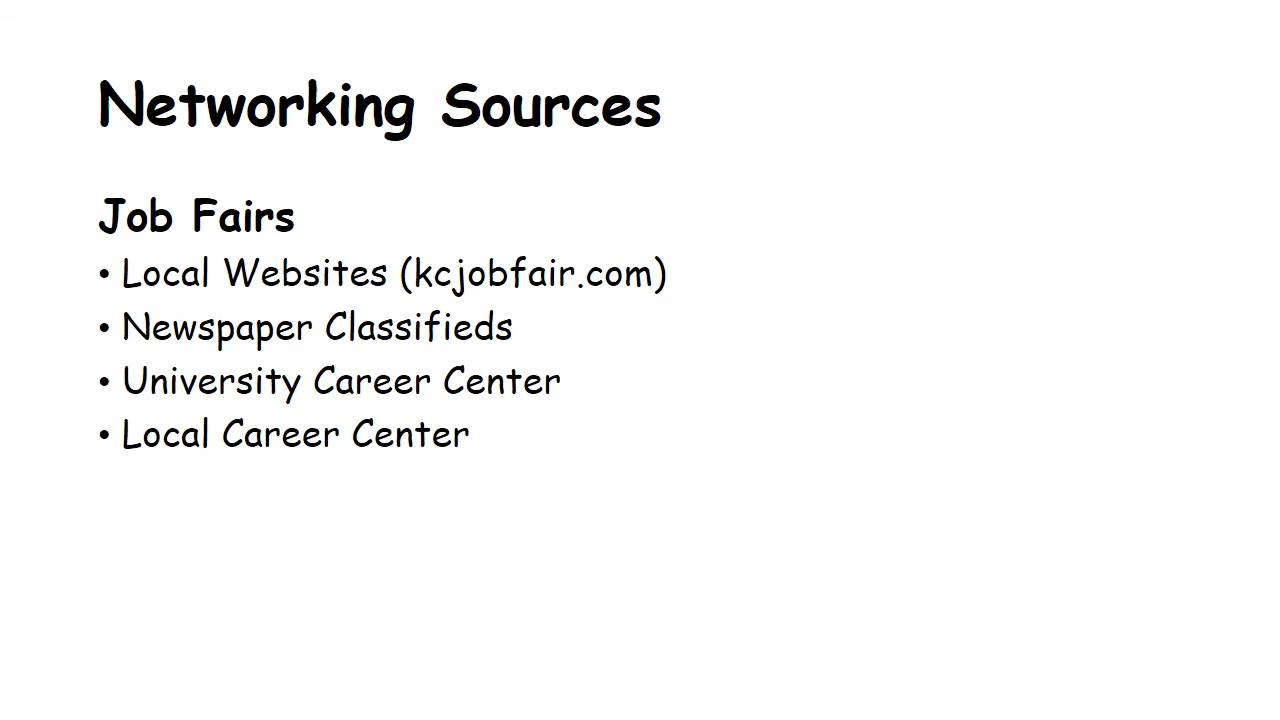 Networking Sources
Job Fairs
• Local Websites (kcjobfair.com)
• Newspaper Classifieds
• University Career Center
• Local Career Center